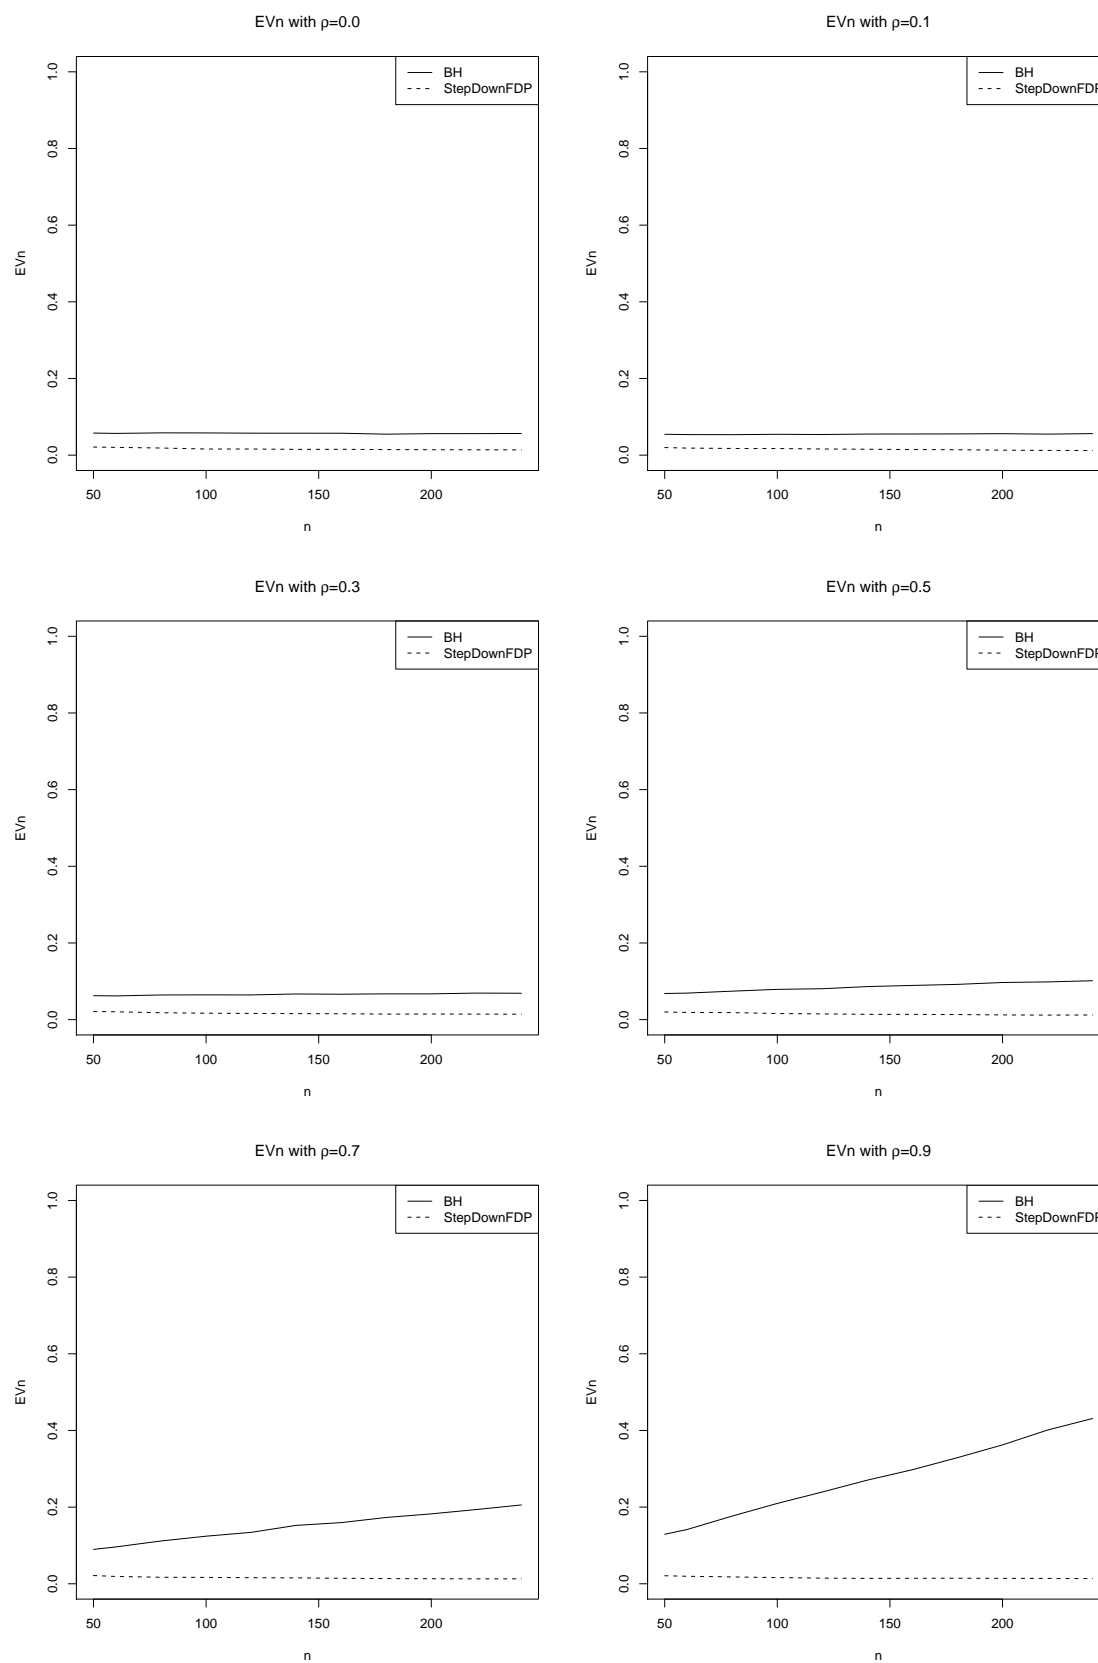 EVn with ρ=0.0
BH
StepDownFDP
1.0
0.8
0.6
0.4
0.2
0.0
EVn
50
100
150
200
n
EVn with ρ=0.1
BH
StepDownFDP
1.0
0.8
0.6
0.4
0.2
0.0
EVn
50
100
150
200
n
EVn with ρ=0.3
BH
StepDownFDP
1.0
0.8
0.6
0.4
0.2
0.0
EVn
50
100
150
200
n
EVn with ρ=0.5
BH
StepDownFDP
1.0
0.8
0.6
0.4
0.2
0.0
EVn
50
100
150
200
n
EVn with ρ=0.7
BH
StepDownFDP
1.0
0.8
0.6
0.4
0.2
0.0
EVn
50
100
150
200
n
EVn with ρ=0.9
BH
StepDownFDP
1.0
0.8
0.6
0.4
0.2
0.0
EVn
50
100
150
200
n